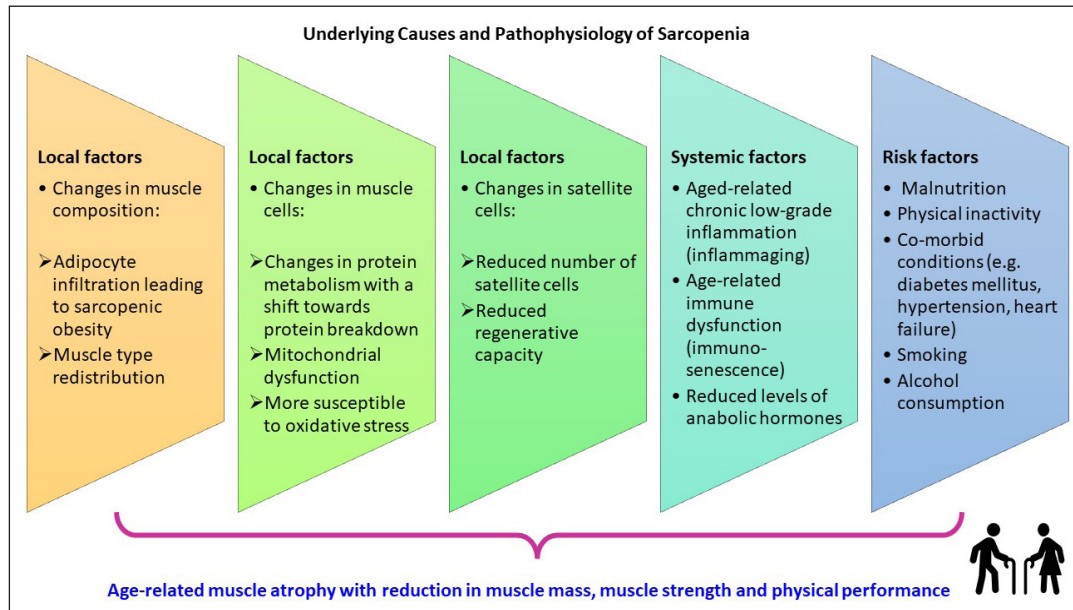 Underlying Causes and Pathophysiology of Sarcopenia
Local factors
• Changes in muscle
composition:
➢Adipocyte
infiltration leading
to sarcopenic
obesity
➢Muscle type
redistribution
Local factors
• Changes in muscle
cells:
➢Changes in protein
metabolism with a
shift towards
protein breakdown
➢Mitochondrial
dysfunction
➢More susceptible
to oxidative stress
Local factors
• Changes in satellite
cells:
➢Reduced number of
satellite cells
➢Reduced
regenerative
capacity
Systemic factors
• Aged-related
chronic low-grade
inflammation
(inflammaging)
• Age-related
immune
dysfunction
(immuno-
senescence)
• Reduced levels of
anabolic hormones
Risk factors
• Malnutrition
• Physical inactivity
• Co-morbid
conditions (e.g.
diabetes mellitus,
hypertension, heart
failure)
• Smoking
• Alcohol
consumption
Age-related muscle atrophy with reduction in muscle mass, muscle strength and physical performance